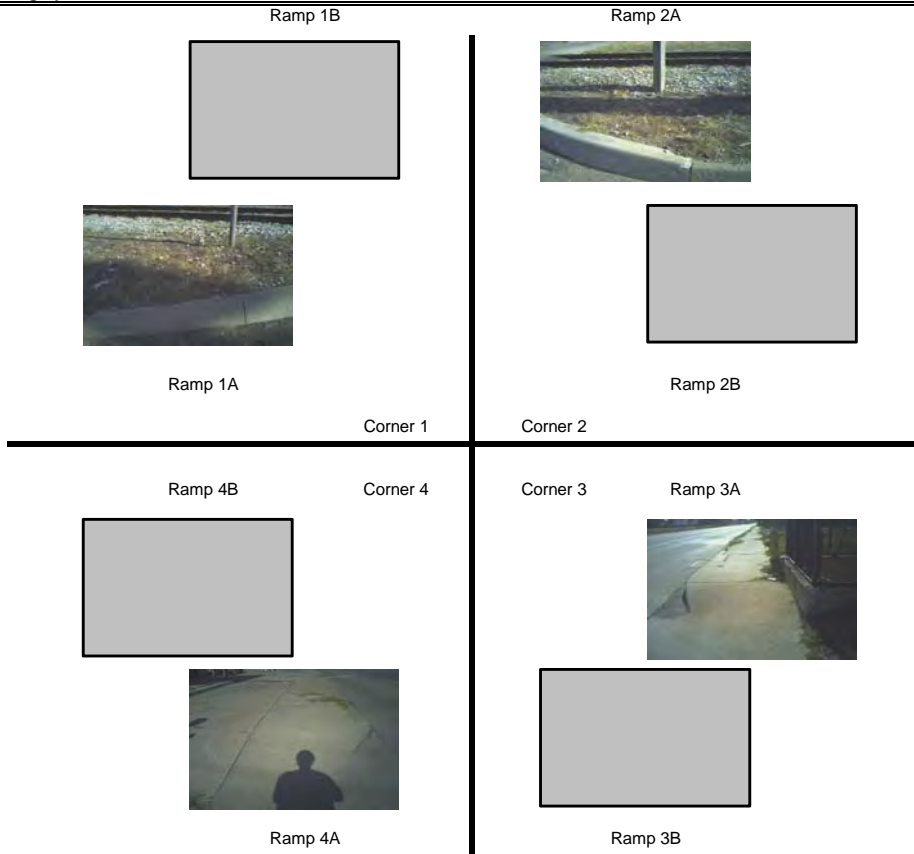 Ramp 1B Ramp 2A
Ramp 1A Ramp 2B
Corner 1 Corner 2
Ramp 4B Corner 4 Corner 3 Ramp 3A
Ramp 4A Ramp 3B